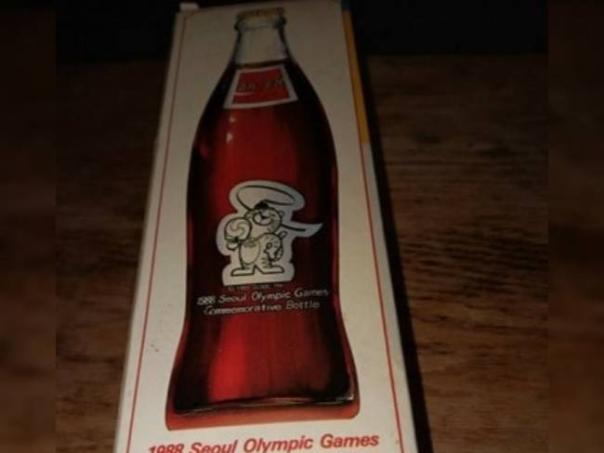 1988 Seoul Olympic Games
Commemorative Bottle
1988 Seoul Olympic Games